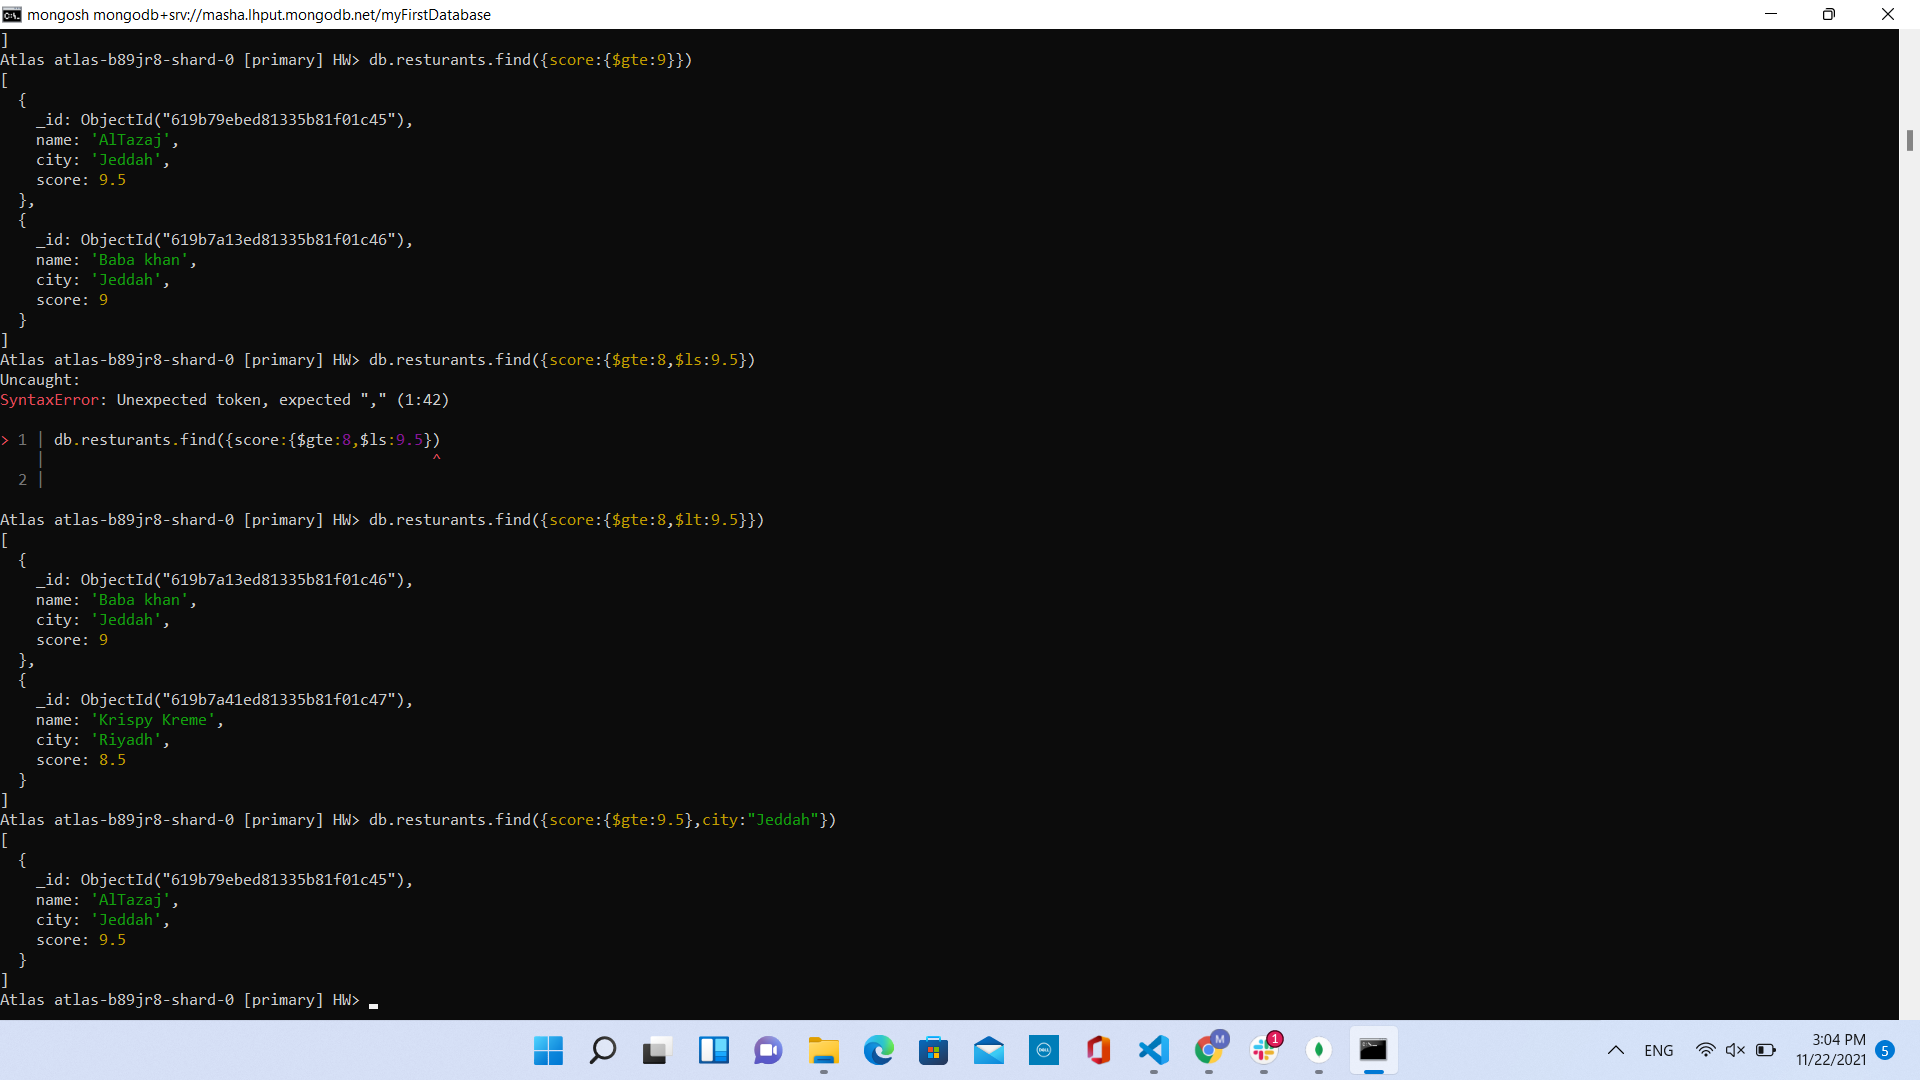 mongosh mongodb+srv://masha.lhput.mongodb.net/myFirstDatabase
]
Atlas atlas-b89jr8-shard-0 [primary] HW> db.resturants.find({score:{$gte:9}})
[
  {
    _id: ObjectId("619b79ebed81335b81f01c45"),
    name: 'AlTazaj',
    city: 'Jeddah',
    score: 9.5
  },
  {
    _id: ObjectId("619b7a13ed81335b81f01c46"),
    name: 'Baba khan',
    city: 'Jeddah',
    score: 9
  }
]
Atlas atlas-b89jr8-shard-0 [primary] HW> db.resturants.find({score:{$gte:8,$ls:9.5})
Uncaught:
SyntaxError: Unexpected token, expected "," (1:42)
> 1 | db.resturants.find({score:{$gte:8,$ls:9.5})
    |                                           ^
  2 |
Atlas atlas-b89jr8-shard-0 [primary] HW> db.resturants.find({score:{$gte:8,$lt:9.5}})
[
  {
    _id: ObjectId("619b7a13ed81335b81f01c46"),
    name: 'Baba khan',
    city: 'Jeddah',
    score: 9
  },
  {
    _id: ObjectId("619b7a41ed81335b81f01c47"),
    name: 'Krispy Kreme',
    city: 'Riyadh',
    score: 8.5
  }
]
Atlas atlas-b89jr8-shard-0 [primary] HW> db.resturants.find({score:{$gte:9.5},city:"Jeddah"})
[
  {
    _id: ObjectId("619b79ebed81335b81f01c45"),
    name: 'AlTazaj',
    city: 'Jeddah',
    score: 9.5
  }
]
Atlas atlas-b89jr8-shard-0 [primary] HW>
DELL
M
1
ENG
3:04 PM
11/22/2021
5